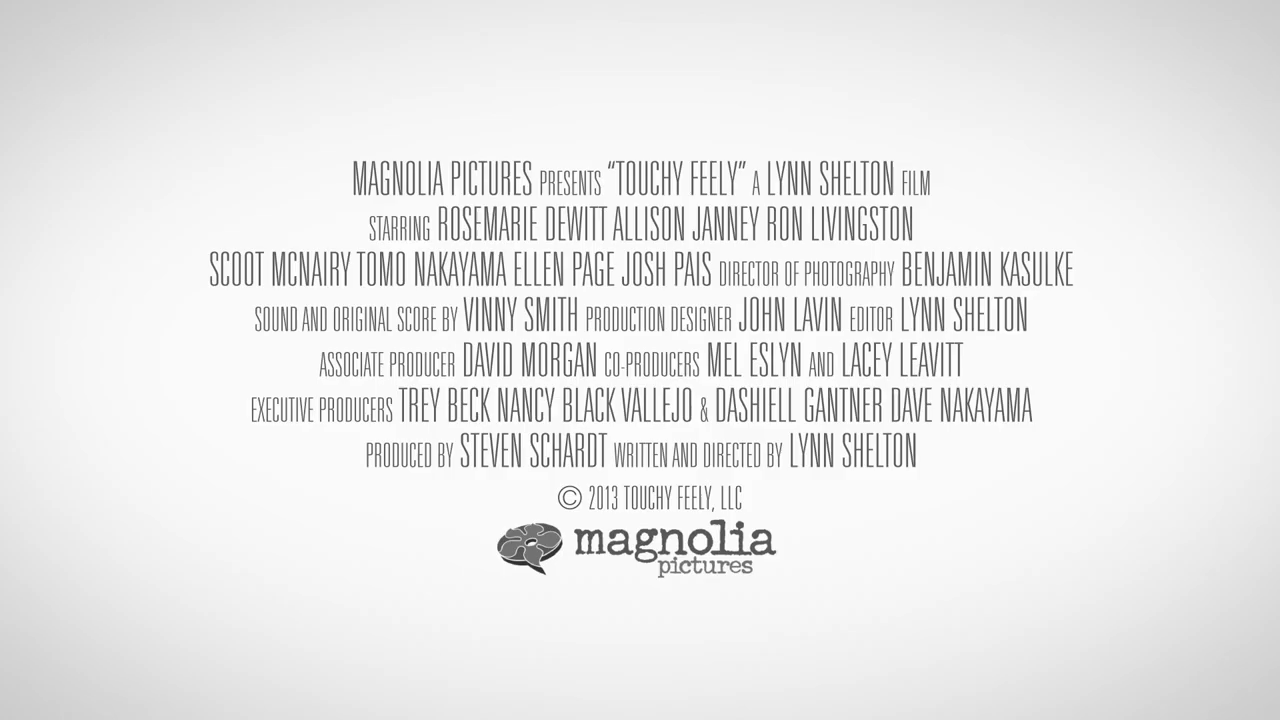 MAGNOLIA PICTURES PRESENTS “TOUCHY FEELY” A LYNN SHELTON FILM
STARRING ROSEMARIE DEWITT ALLISON JANNEY RON LIVINGSTON
SCOOT MCNAIRY TOMO NAKAYAMA ELLEN PAGE JOSH PAIS DIRECTOR OF PHOTOGRAPHY BENJAMIN KASULKE
SOUND AND ORIGINAL SCORE BY VINNY SMITH PRODUCTION DESIGNER JOHN LAVIN EDITOR LYNN SHELTON
ASSOCIATE PRODUCER DAVID MORGAN CO-PRODUCERS MEL ESLYN AND LACEY LEAVITT
EXECUTIVE PRODUCERS TREY BECK NANCY BLACK VALLEJO & DASHIELL GANTNER DAVE NAKAYAMA
PRODUCED BY STEVEN SCHARDT WRITTEN AND DIRECTED BY LYNN SHELTON
© 2013 TOUCHY FEELY, LLC
magnolia
pictures